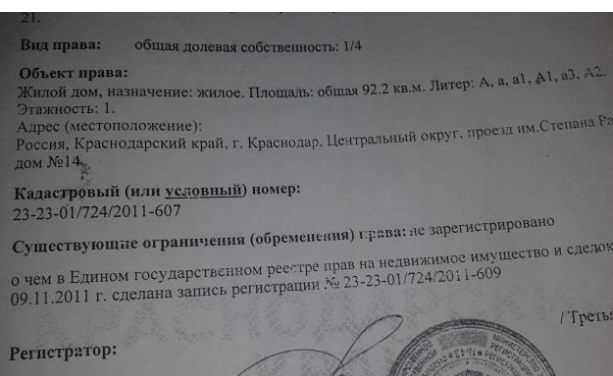 21.
Вид права: общая долевая собственность: 1/4
Объект права:
Жилой дом, назначение: жилое. Площадь: общая 92.2 кв.м. Литер: А, а, а1, А1, а3, А2.
Этажность: 1.
Адрес (местоположение):
Россия, Краснодарский край, г. Краснодар, Центральный округ, проезд им.Степана Ра
дом №14
Кадастровый (или условный) номер:
23-23-01/724/2011-607
Существующие ограничения (обременения) права: не зарегистрировано
о чем в Едином государственном реестре прав на недвижимое имущество и сделок
09.11.2011 г. сделана запись регистрации № 23-23-01/724/2011-609
/ Третья
Регистратор: